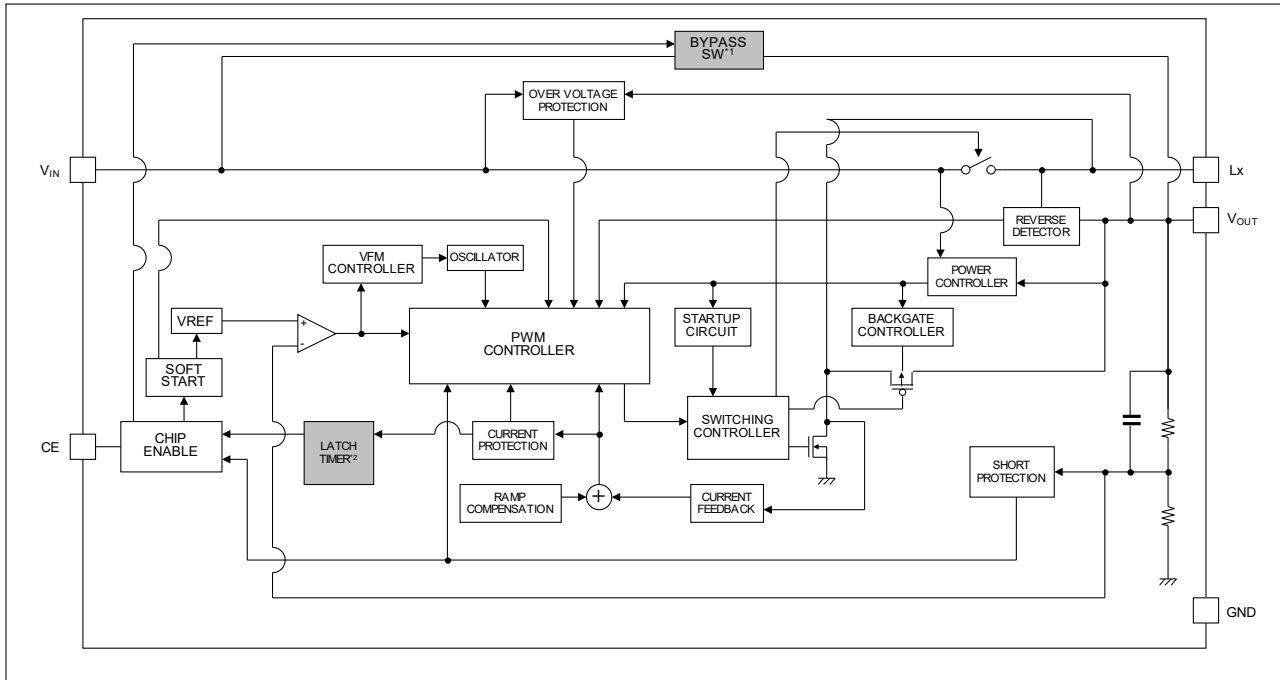 BYPASS
SW*1
OVER VOLTAGE
PROTECTION
VIN
Lx
REVERSE
DETECTOR
VOUT
VFM
CONTROLLER
OSCILLATOR
POWER
CONTROLLER
VREF
+
-
PWM
CONTROLLER
STARTUP
CIRCUIT
BACKGATE
CONTROLLER
SOFT
START
SWITCHING
CONTROLLER
CE
CHIP
ENABLE
LATCH
TIMER*2
CURRENT
PROTECTION
SHORT
PROTECTION
RAMP
COMPENSATION
+
CURRENT
FEEDBACK
GND